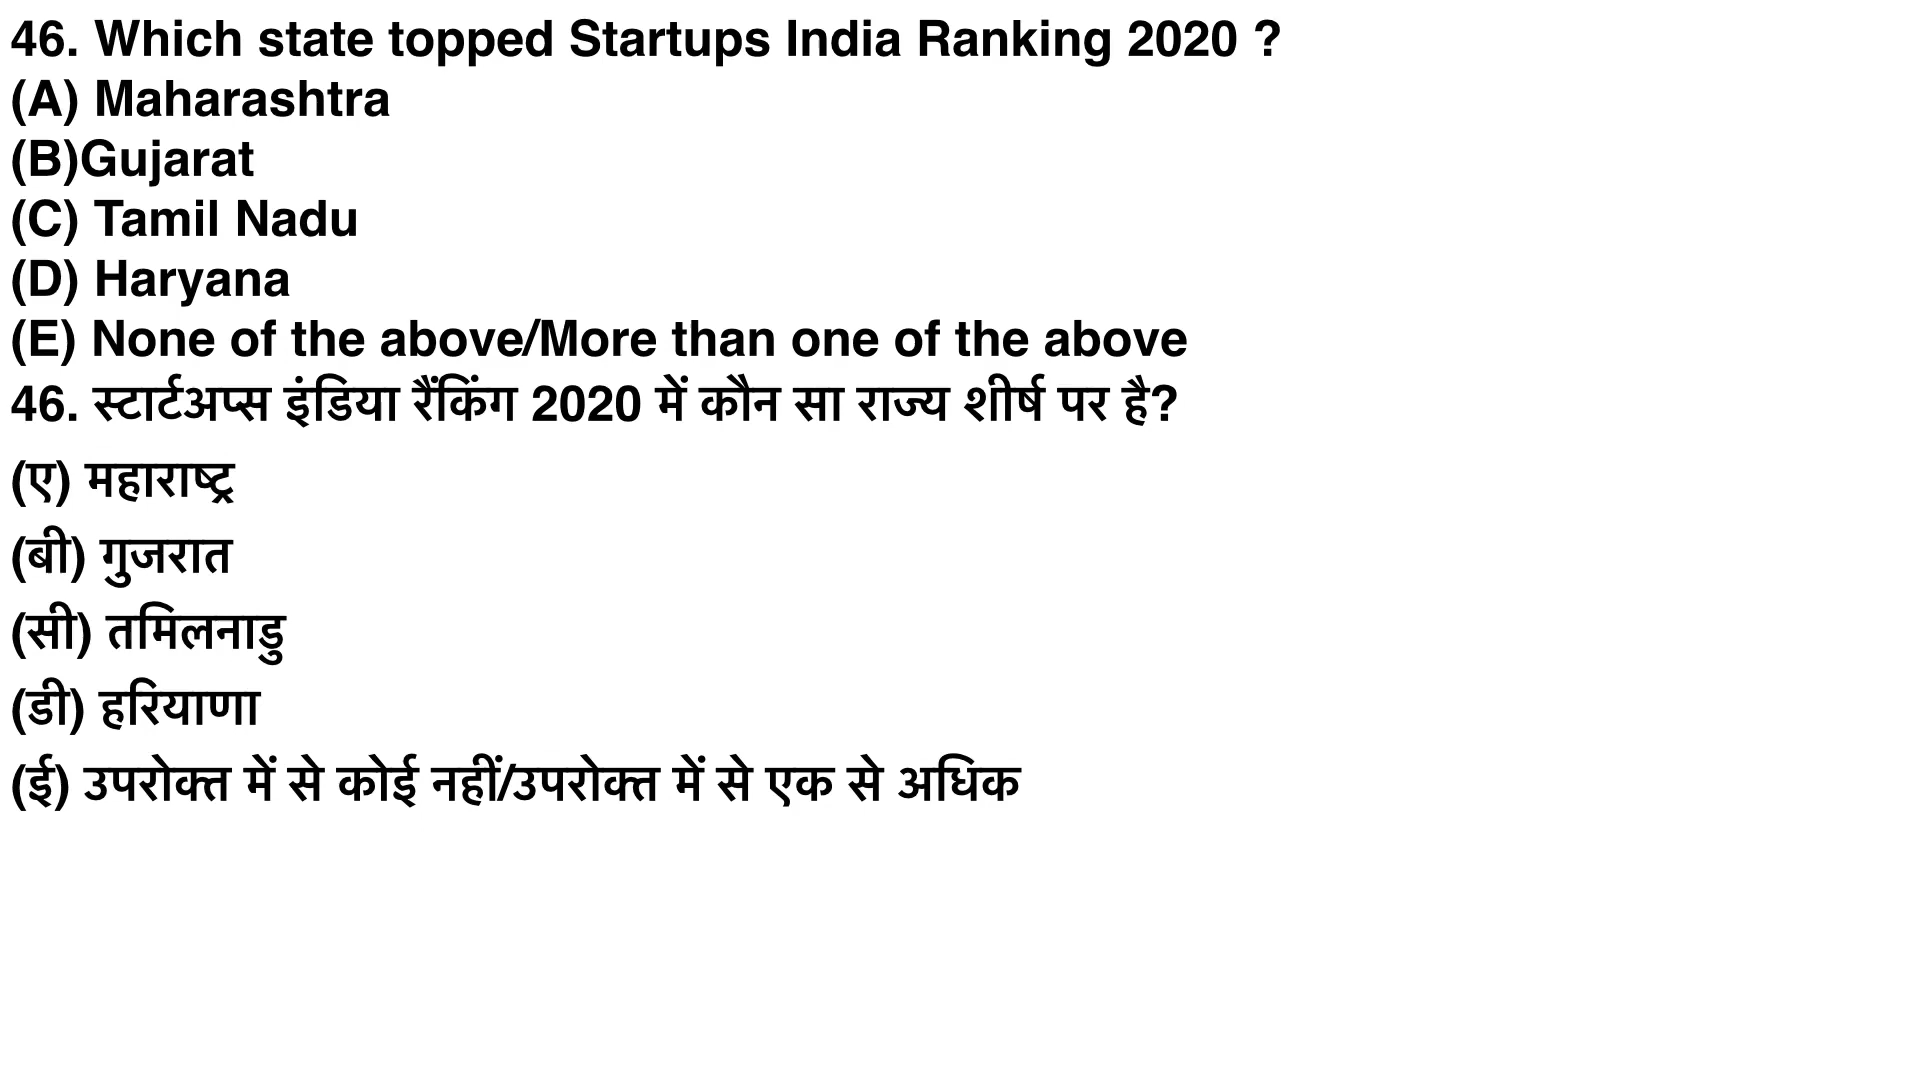 46. Which state topped Startups India Ranking 2020 ?
(A) Maharashtra
(B)Gujarat
(C) Tamil Nadu
(D) Haryana
(E) None of the above/More than one of the above
46. स्टार्टअप्स इंडिया रैंकिंग 2020 में कौन सा राज्य शीर्ष पर है?
(ए) महाराष्ट्र
(बी) गुजरात
(सी) तमिलनाडु
(डी) हरियाणा
(ई) उपरोक्त में से कोई नहीं/उपरोक्त में से एक से अधिक